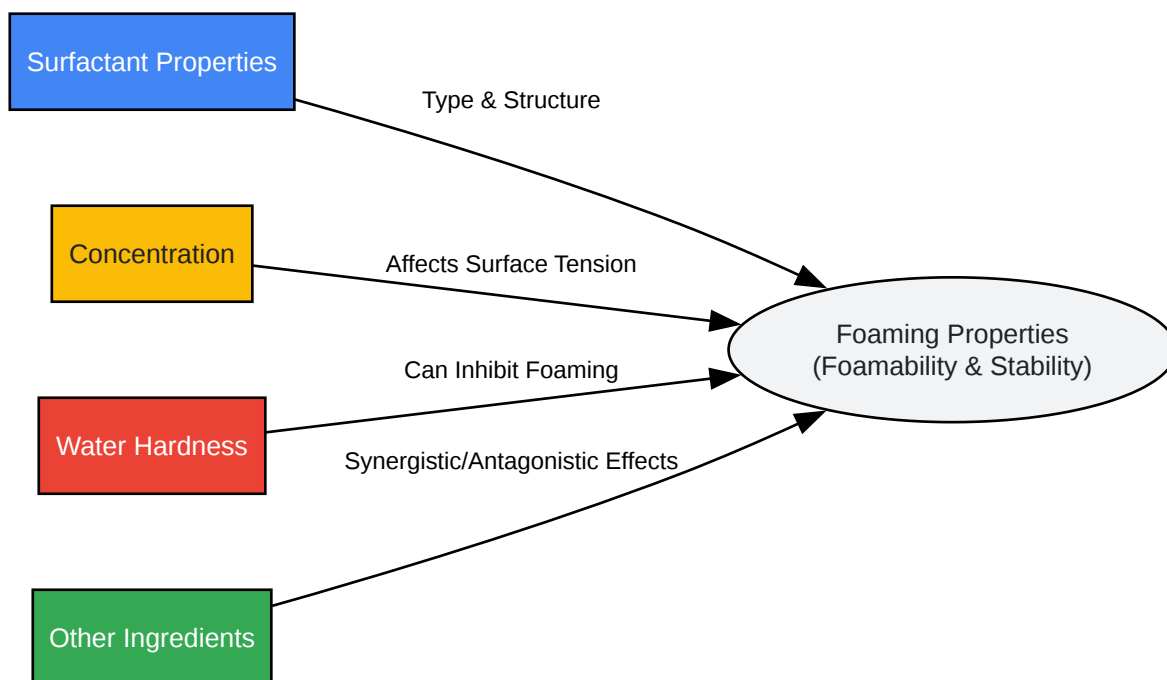 Surfactant Properties
Type & Structure
Concentration
Affects Surface Tension
Foaming Properties
(Foamability & Stability)
Can Inhibit Foaming
Water Hardness
Synergistic/Antagonistic Effects
Other Ingredients